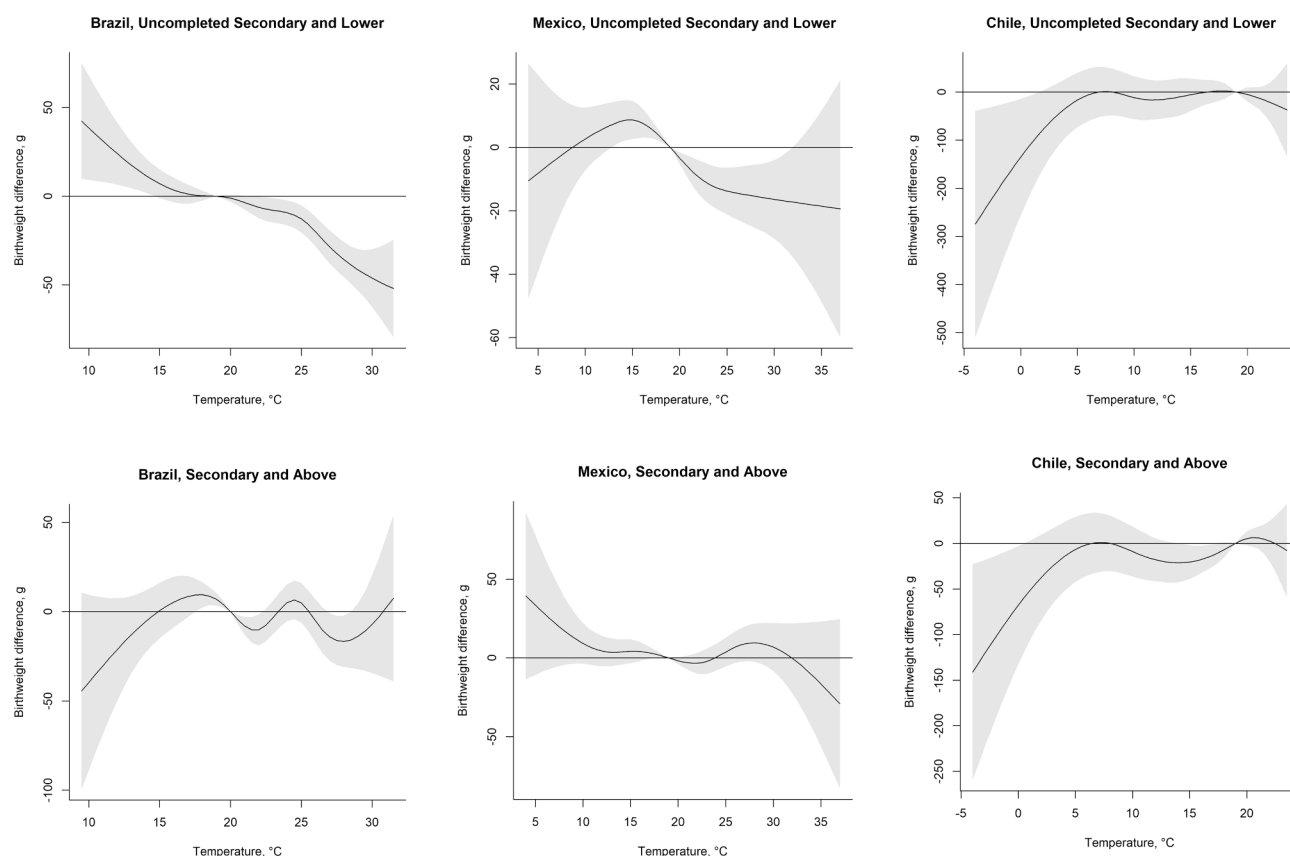 Brazil, Uncompleted Secondary and Lower
Birthweight difference, g
50
0
-50
10 15 20 25 30
Temperature, °C
Mexico, Uncompleted Secondary and Lower
Birthweight difference, g
20
0
20
40
-60
5 10 15 20 25 30 35
Temperature, °C
Chile, Uncompleted Secondary and Lower
Birthweight difference, g
0
-100
-200
-300
-400
-500
-5 0 5 10 15 20
Temperature, °C
Brazil, Secondary and Above
Birthweight difference, g
50
0
-50
-100
10 15 20 25 30
Temperature, °C
Mexico, Secondary and Above
Birthweight difference, g
50
0
-50
5 10 15 20 25 30 35
Temperature, °C
Chile, Secondary and Above
Birthweight difference, g
50
0
-50
-100
-150
-200
-250
-5 0 5 10 15 20
Temperature, °C